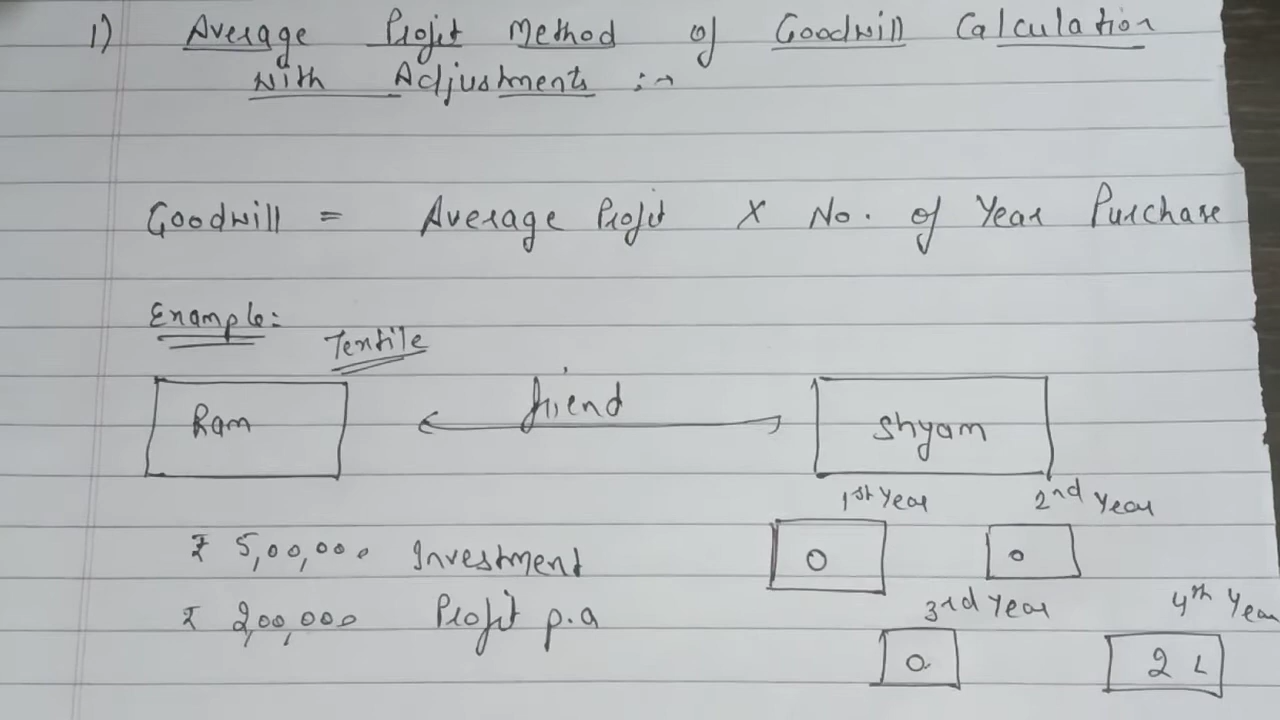 1) Average Profit Method of Goodwill Calculation
with Adjustments :→
Goodwill = Average Profit X No. of Year Purchase
Example:
Textile
Ram
friend
Shyam
1st Year
2nd Year
₹ 5,00,000 Investment
0
0
₹ 2,00,000 Profit p.a
3rd Year
4th Year
0
2 L